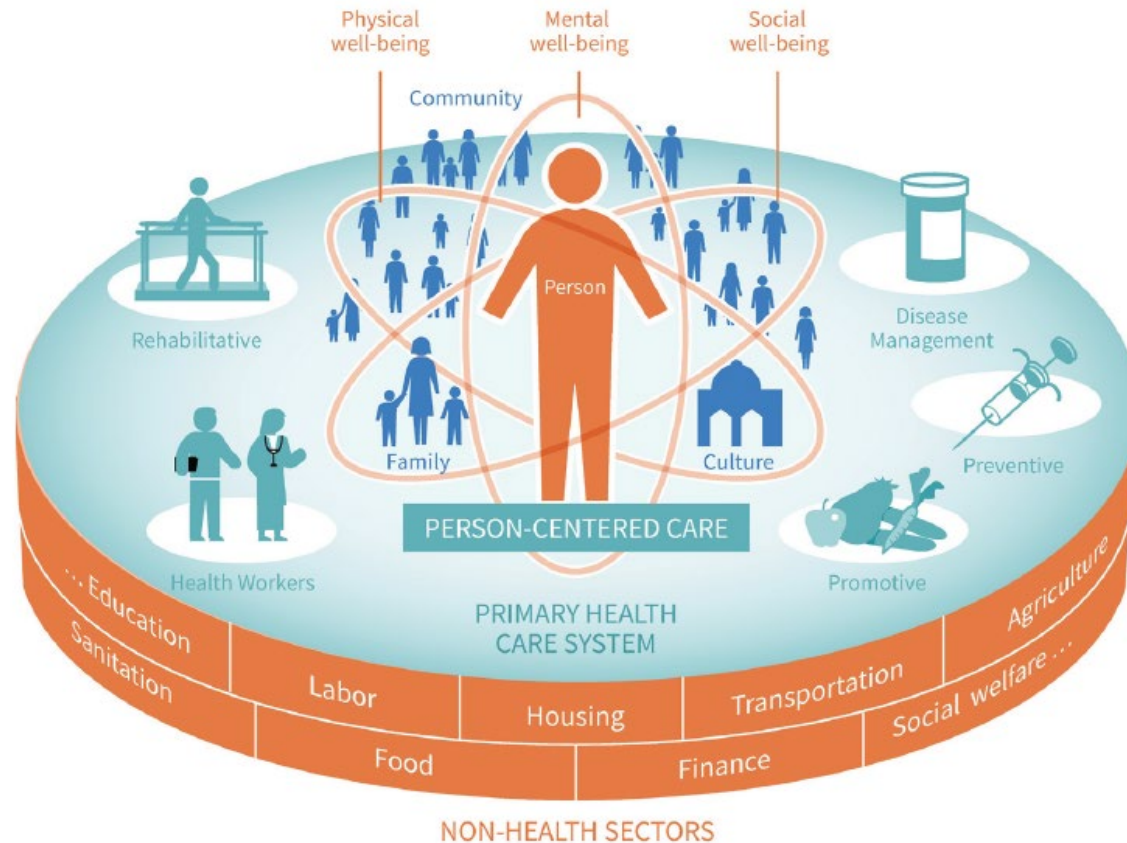 Physical
well-being
Mental
well-being
Social
well-being
Community
Person
Rehabilitative
Disease
Management
Family
Culture
Preventive
PERSON-CENTERED CARE
Health Workers
Promotive
PRIMARY HEALTH
CARE SYSTEM
... Education
Labor
Housing
Transportation
Agriculture
Sanitation
Food
Finance
Social welfare ...
NON-HEALTH SECTORS